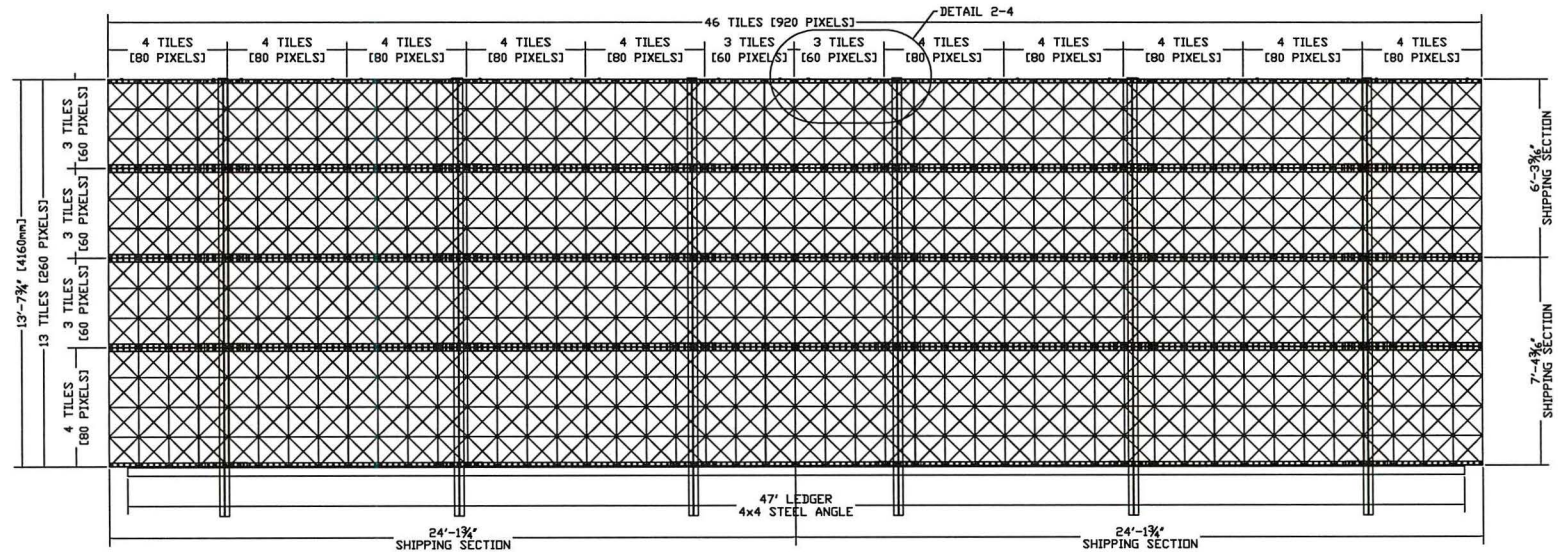 46 TILES [920 PIXELS]
DETAIL 2-4
4 TILES
[80 PIXELS]
4 TILES
[80 PIXELS]
4 TILES
[80 PIXELS]
4 TILES
[80 PIXELS]
4 TILES
[80 PIXELS]
3 TILES
[60 PIXELS]
3 TILES
[60 PIXELS]
4 TILES
[80 PIXELS]
4 TILES
[80 PIXELS]
4 TILES
[80 PIXELS]
4 TILES
[80 PIXELS]
4 TILES
[80 PIXELS]
13'-7¾" [4160mm]
13 TILES [260 PIXELS]
3 TILES
[60 PIXELS]
3 TILES
[60 PIXELS]
3 TILES
[60 PIXELS]
4 TILES
[80 PIXELS]
6'-3 9/16"
SHIPPING SECTION
7'-4 3/16"
SHIPPING SECTION
47' LEDGER
4x4 STEEL ANGLE
24'-1¾"
SHIPPING SECTION
24'-1¾"
SHIPPING SECTION